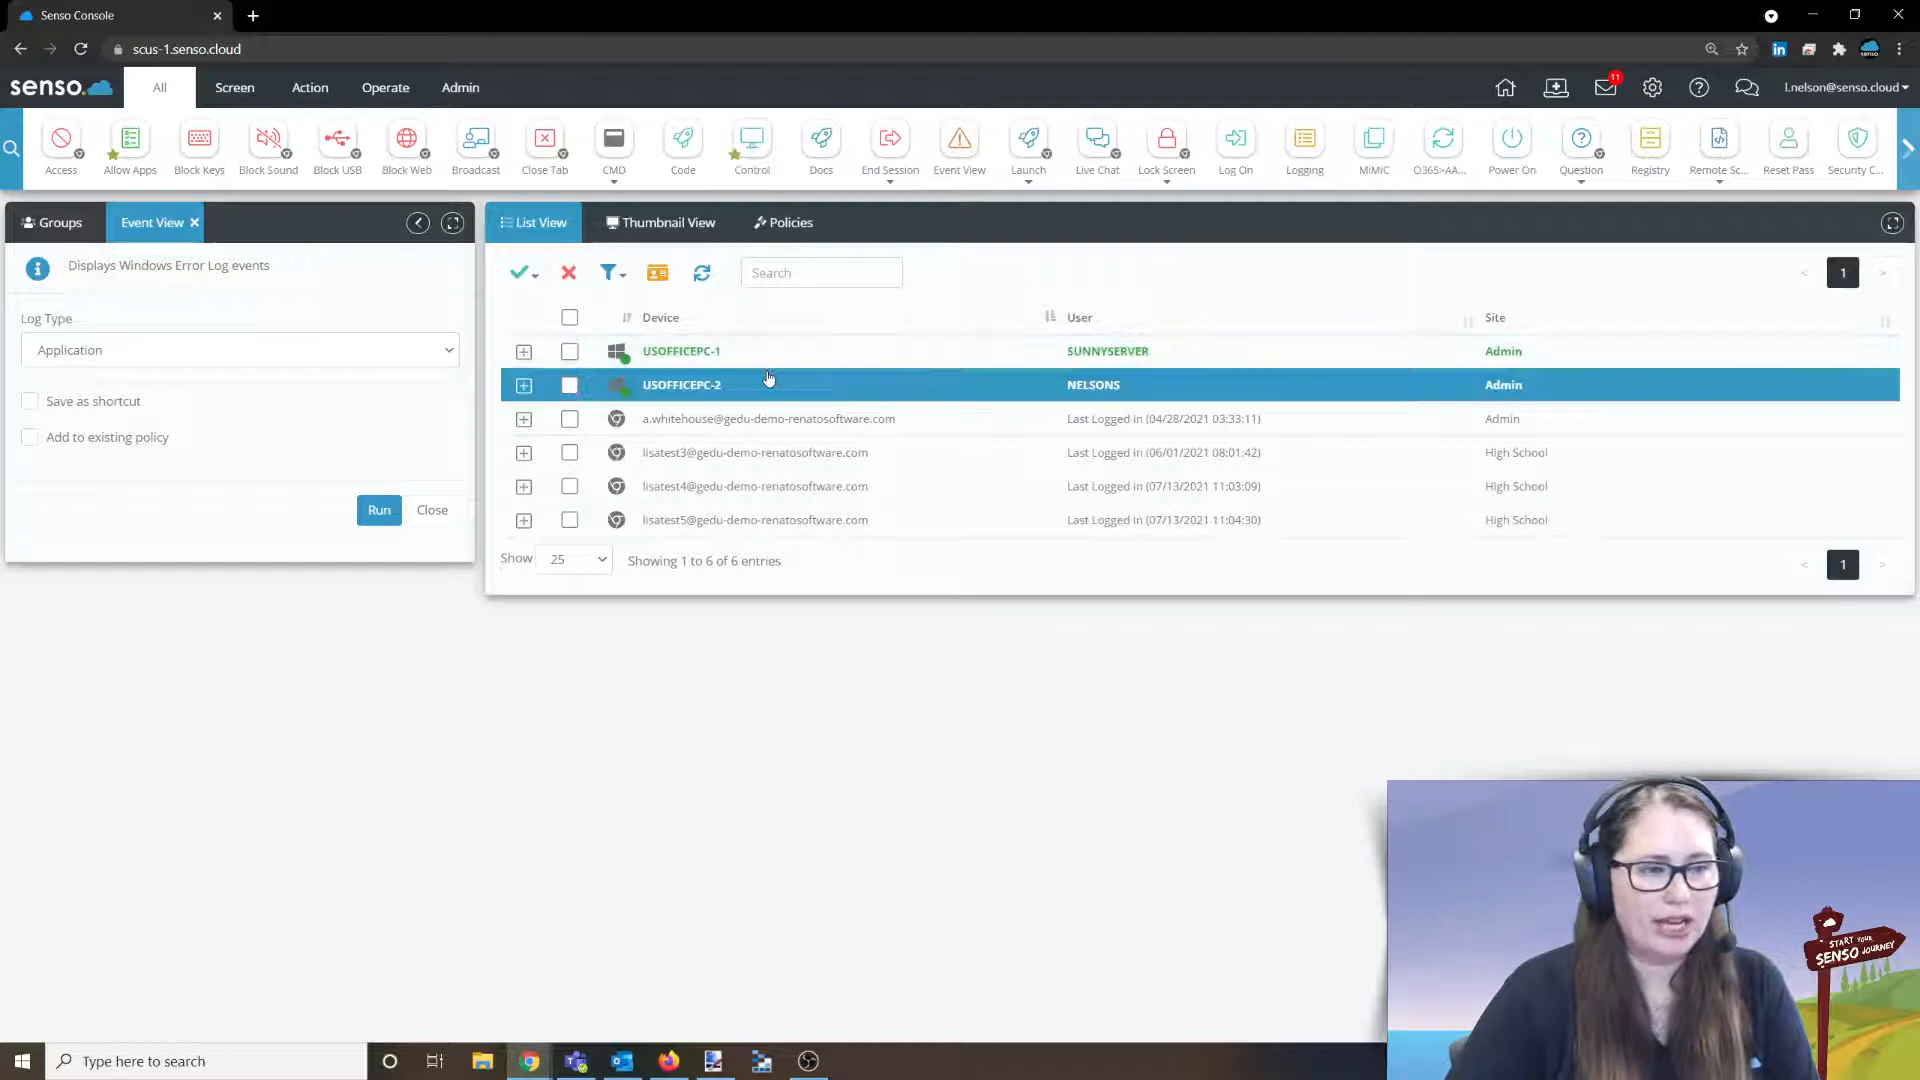 Senso Console
scus-1.senso.cloud
senso.
All
Screen
Action
Operate
Admin
11
l.nelson@senso.cloud
Access
Allow Apps
Block Keys
Block Sound
Block USB
Block Web
Broadcast
Close Tab
CMD
Code
Control
Docs
End Session
Event View
Launch
Live Chat
Lock Screen
Log On
Logging
MiMiC
O365>AA...
Power On
Question
Registry
Remote Sc...
Reset Pass
Security C...
Groups
Event View
Displays Windows Error Log events
Log Type
Application
Save as shortcut
Add to existing policy
Run
Close
List View
Thumbnail View
Policies
Search
< 1 >
Device User Site
USOFFICEPC-1 SUNNYSERVER Admin
USOFFICEPC-2 NELSONS Admin
a.whitehouse@gedu-demo-renatosoftware.com Last Logged in (04/28/2021 03:33:11) Admin
lisatest3@gedu-demo-renatosoftware.com Last Logged in (06/01/2021 08:01:42) High School
lisatest4@gedu-demo-renatosoftware.com Last Logged in (07/13/2021 11:03:09) High School
lisatest5@gedu-demo-renatosoftware.com Last Logged in (07/13/2021 11:04:30) High School
Show 25 Showing 1 to 6 of 6 entries
< 1 >
START YOUR
SENSO JOURNEY
Type here to search